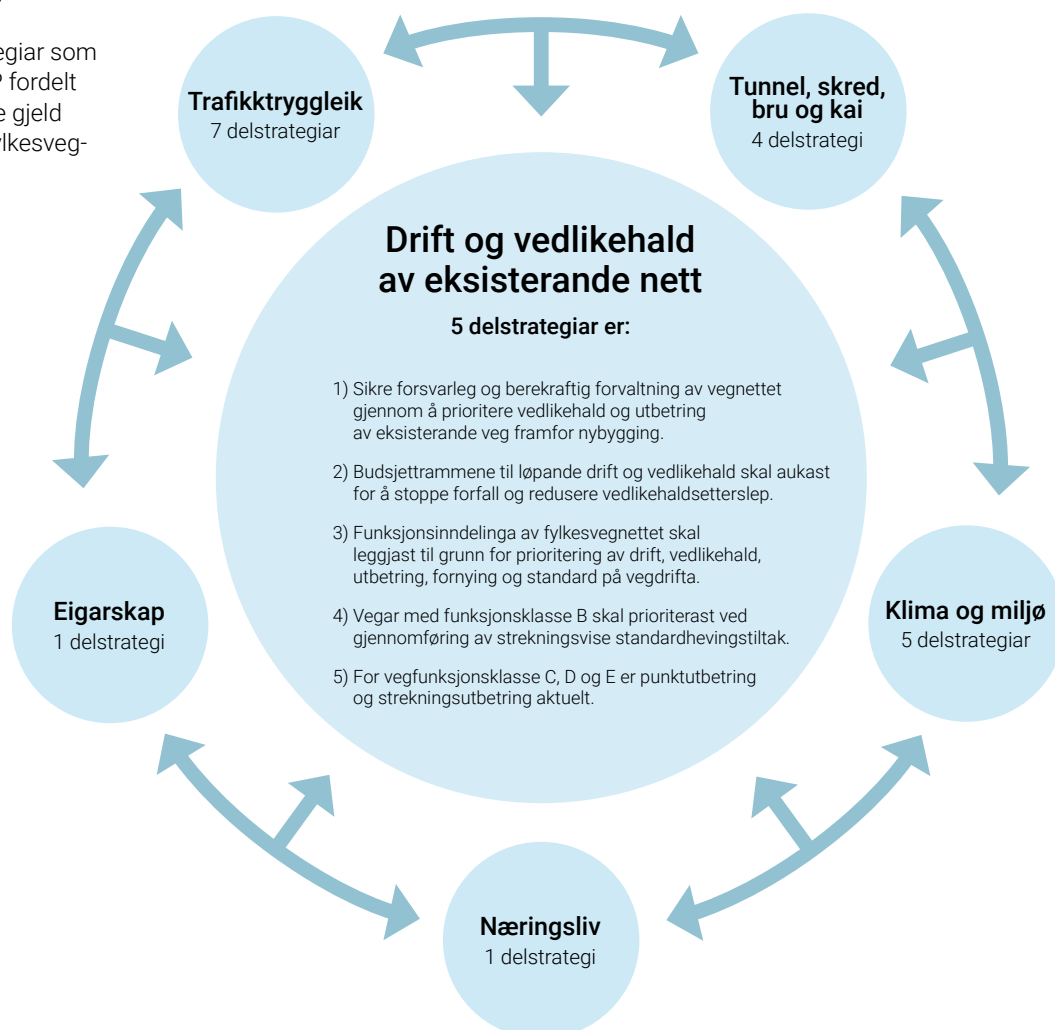 egiar som
fordelt
e gjeld
ylkesveg-
Trafikktryggleik
7 delstrategiar
Tunnel, skred,
bru og kai
4 delstrategi
Drift og vedlikehald
av eksisterande nett
5 delstrategiar er:
1) Sikre forsvarleg og berekraftig forvaltning av vegnettet
gjennom å prioritere vedlikehald og utbetring
av eksisterande veg framfor nybygging.
2) Budsjettrammene til løpande drift og vedlikehald skal aukast
for å stoppe forfall og redusere vedlikehaldsetterslep.
3) Funksjonsinndelinga av fylkesvegnettet skal
leggjast til grunn for prioritering av drift, vedlikehald,
utbetring, fornying og standard på vegdrifta.
4) Vegar med funksjonsklasse B skal prioriterast ved
gjennomføring av strekningsvise standardhevingstiltak.
5) For vegfunksjonsklasse C, D og E er punktutbetring
og strekningsutbetring aktuelt.
Eigarskap
1 delstrategi
Klima og miljø
5 delstrategiar
Næringsliv
1 delstrategi